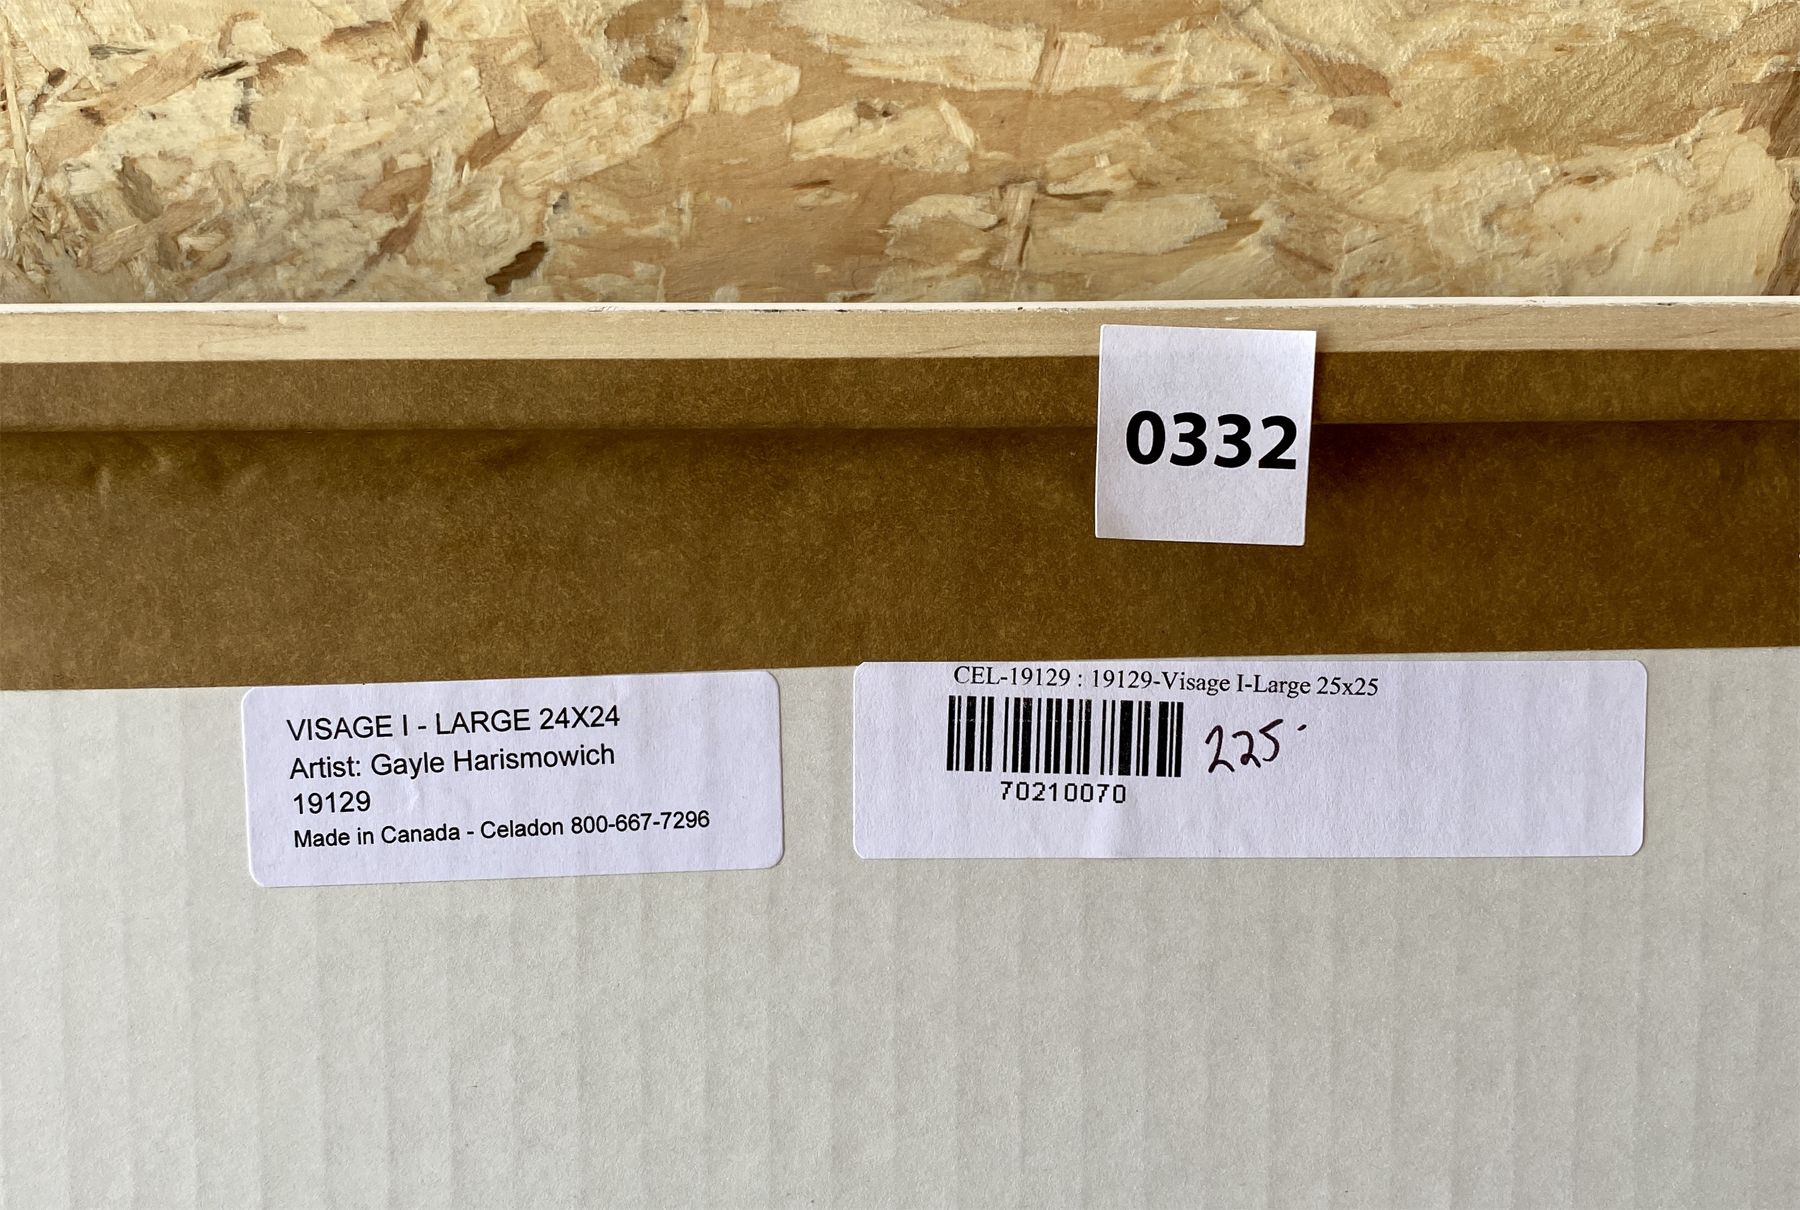 0332
VISAGE I - LARGE 24X24
Artist: Gayle Harismowich
19129
Made in Canada - Celadon 800-667-7296
CEL-19129 : 19129-Visage I-Large 25x25
225
70210070